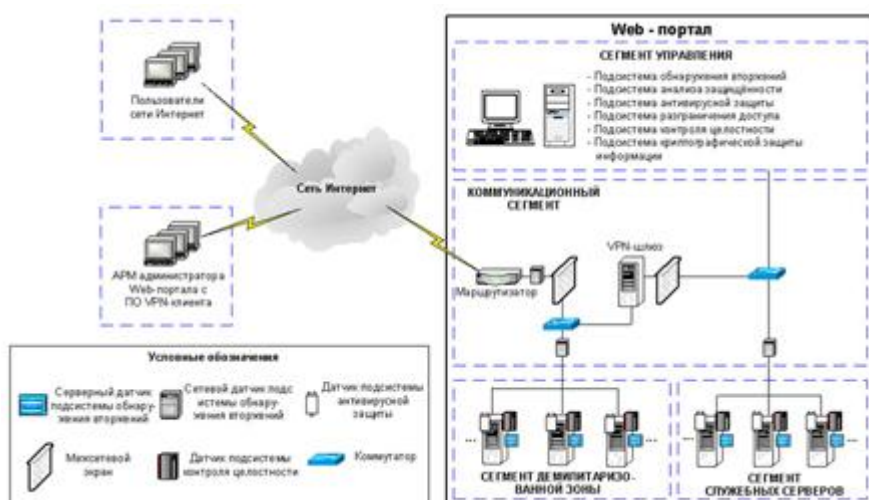 Web - портал
СЕГМЕНТ УПРАВЛЕНИЯ
- Подсистема обнаружения вторжений
- Подсистема анализа защищённости
- Подсистема антивирусной защиты
- Подсистема разграничения доступа
- Подсистема контроля целостности
- Подсистема криптографической защиты
информации
Пользователи
сети Интернет
Сеть Интернет
КОММУНИКАЦИОННЫЙ
СЕГМЕНТ
VPN-шлюз
Маршрутизатор
АРМ администратора
Web-портала с
ПО VPN-клиента
Условные обозначения
Серверный датчик
подсистемы обнару-
жения вторжений
Сетевой датчик подс
истемы обнару-
жения вторжений
Датчик подсистемы
антивирусной
защиты
Межсетевой
экран
Датчик подсистемы
контроля целостности
Коммутатор
СЕГМЕНТ ДЕМИЛИТАРИЗО-
ВАННОЙ ЗОНЫ
СЕГМЕНТ
СЛУЖЕБНЫХ СЕРВЕРОВ